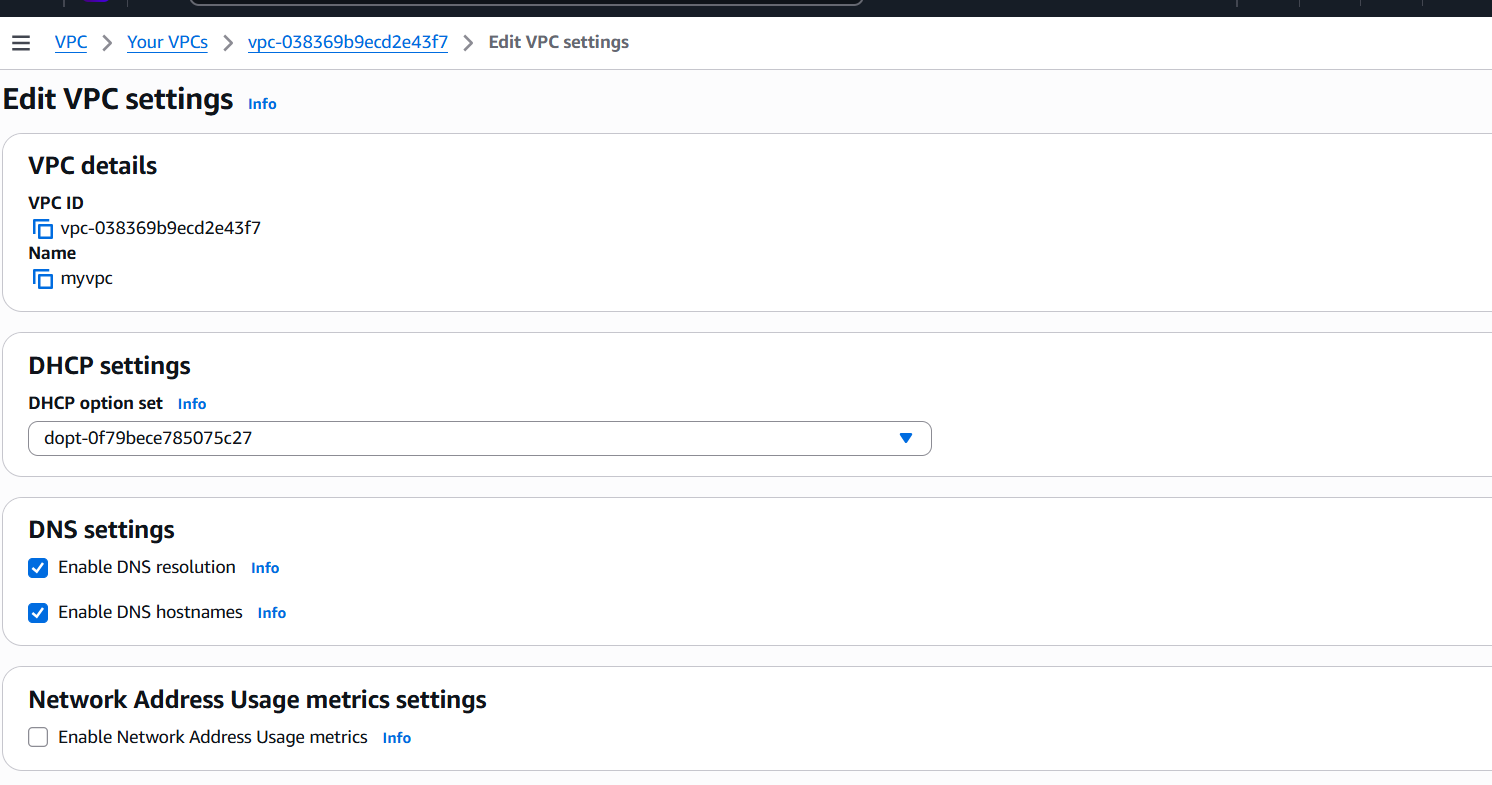 VPC > Your VPCs > vpc-038369b9ecd2e43f7 > Edit VPC settings
Edit VPC settings Info
VPC details
VPC ID
vpc-038369b9ecd2e43f7
Name
myvpc
DHCP settings
DHCP option set Info
dopt-0f79bece785075c27
DNS settings
Enable DNS resolution Info
Enable DNS hostnames Info
Network Address Usage metrics settings
Enable Network Address Usage metrics Info